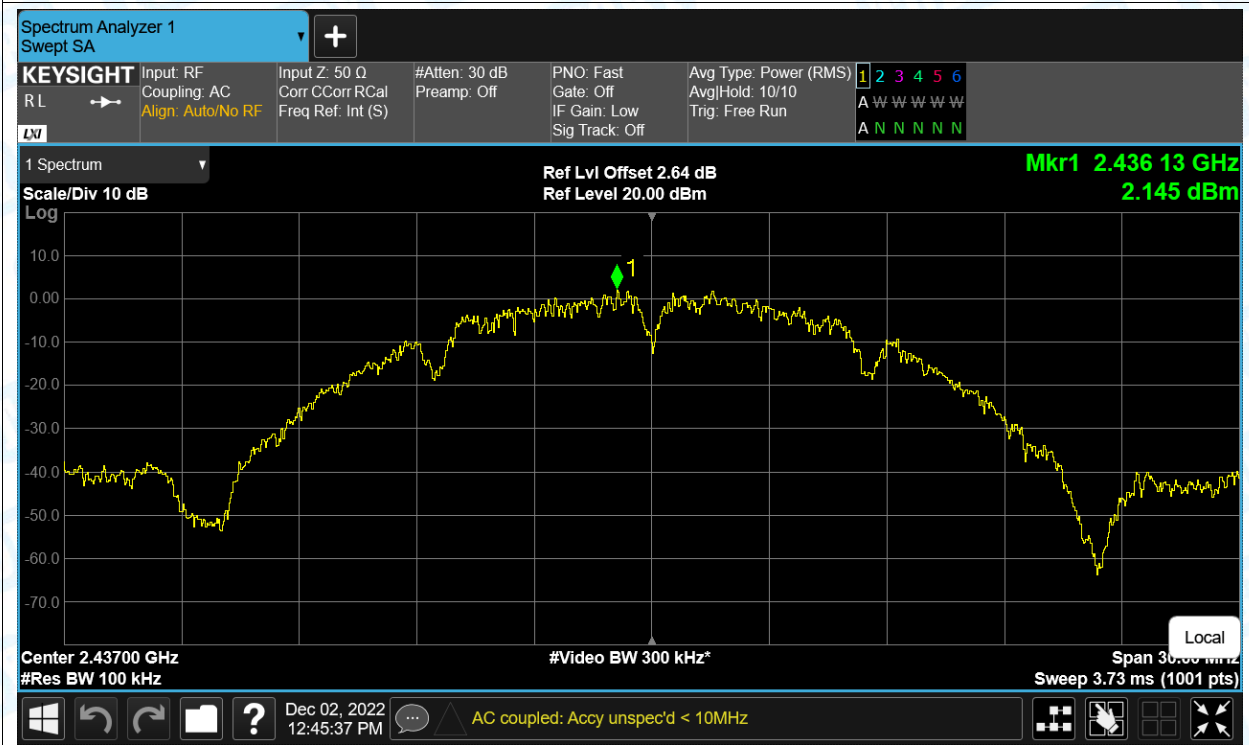 Spectrum Analyzer 1
Swept SA
KEYSIGHT
R L
LXI
Input: RF
Coupling: AC
Align: Auto/No RF
Input Z: 50 Ω
Corr CCorr RCal
Freq Ref: Int (S)
#Atten: 30 dB
Preamp: Off
PNO: Fast
Gate: Off
IF Gain: Low
Sig Track: Off
Avg Type: Power (RMS)
Avg|Hold: 10/10
Trig: Free Run
1 2 3 4 5 6
A W W W W W
A N N N N N
1 Spectrum
Scale/Div 10 dB
Log
Ref Lvl Offset 2.64 dB
Ref Level 20.00 dBm
Mkr1 2.436 13 GHz
2.145 dBm
10.0
1
0.00
-10.0
-20.0
-30.0
-40.0
-50.0
-60.0
-70.0
Local
Center 2.43700 GHz
#Res BW 100 kHz
#Video BW 300 kHz*
Span 30.00 MHz
Sweep 3.73 ms (1001 pts)
?
Dec 02, 2022
12:45:37 PM
AC coupled: Accy unspec'd < 10MHz